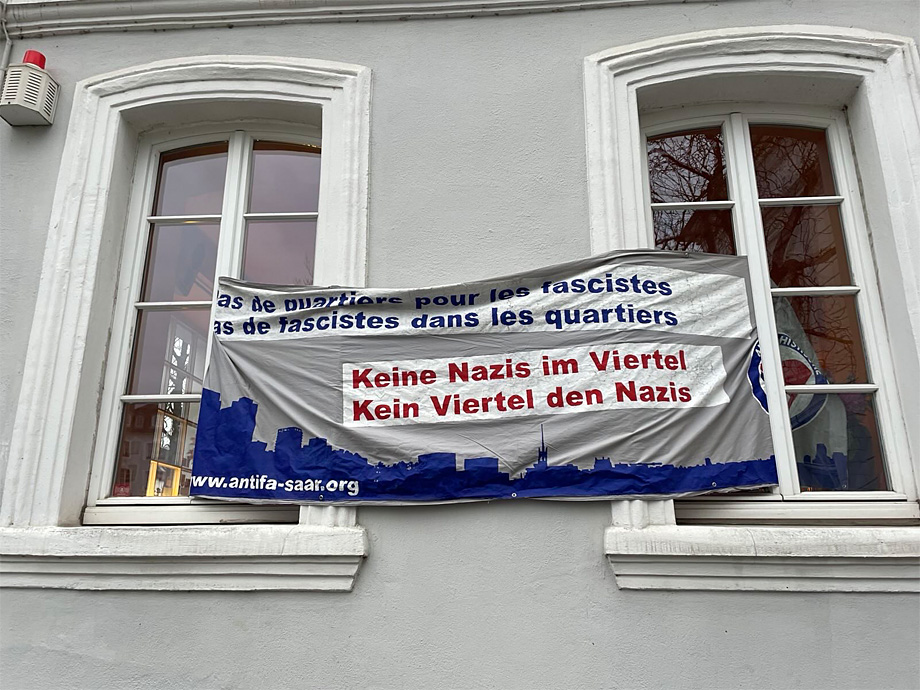 as de quartiers pour les fascistes
as de fascistes dans les quartiers
Keine Nazis im Viertel
Kein Viertel den Nazis
www.antifa-saar.org